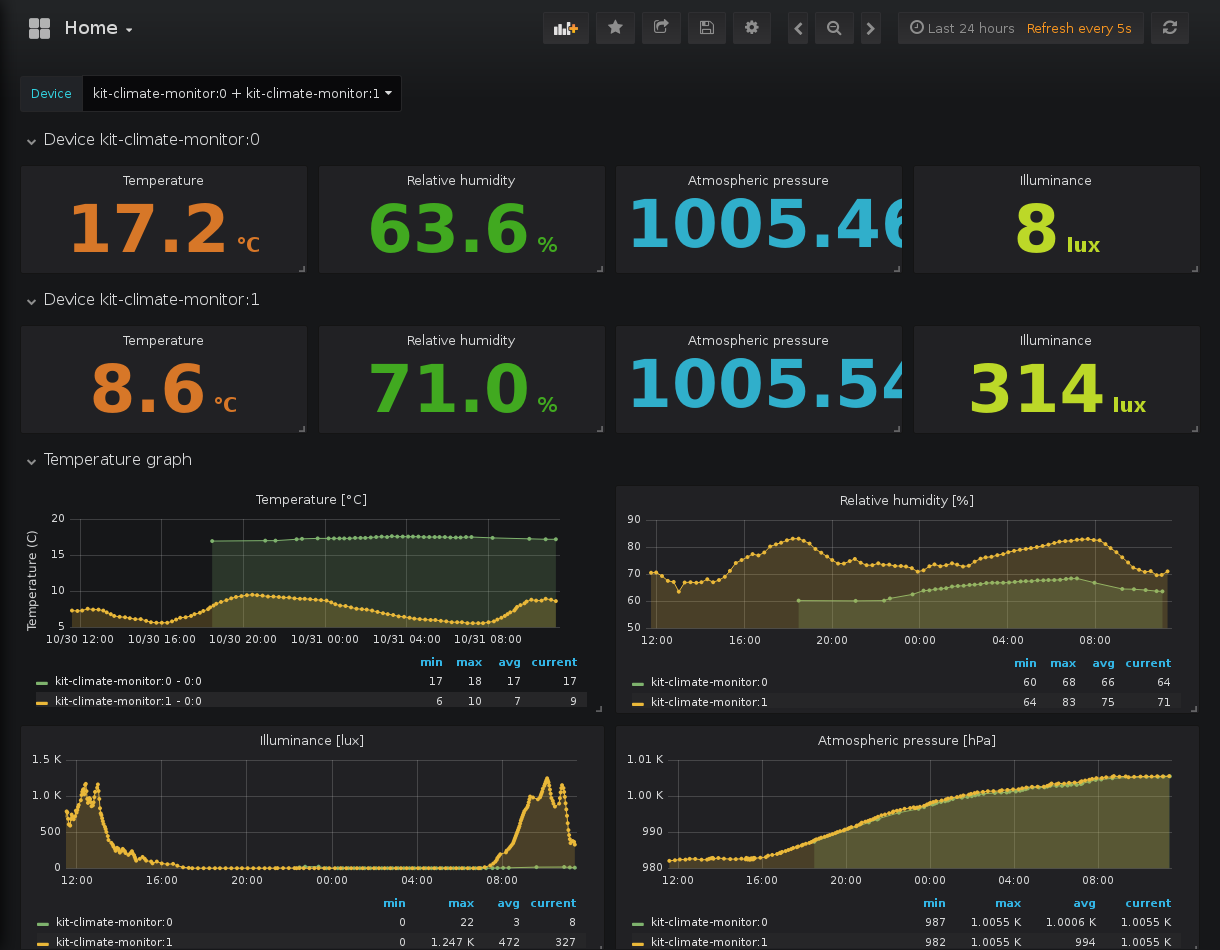 Home
Last 24 hours Refresh every 5s
Device kit-climate-monitor:0 + kit-climate-monitor:1
Device kit-climate-monitor:0
Temperature Relative humidity Atmospheric pressure Illuminance
17.2 °C 63.6 % 1005.46 8 lux
Device kit-climate-monitor:1
Temperature Relative humidity Atmospheric pressure Illuminance
8.6 °C 71.0 % 1005.54 314 lux
Temperature graph
Temperature [°C]
Temperature (C)
20
15
10
5
10/30 12:00 10/30 16:00 10/30 20:00 10/31 00:00 10/31 04:00 10/31 08:00
min max avg current
kit-climate-monitor:0 - 0:0 17 18 17 17
kit-climate-monitor:1 - 0:0 6 10 7 9
Relative humidity [%]
90
80
70
60
50
12:00 16:00 20:00 00:00 04:00 08:00
min max avg current
kit-climate-monitor:0 60 68 66 64
kit-climate-monitor:1 64 83 75 71
Illuminance [lux]
1.5 K
1.0 K
500
0
12:00 16:00 20:00 00:00 04:00 08:00
min max avg current
kit-climate-monitor:0 0 22 3 8
kit-climate-monitor:1 0 1.247 K 472 327
Atmospheric pressure [hPa]
1.01 K
1.00 K
990
980
12:00 16:00 20:00 00:00 04:00 08:00
min max avg current
kit-climate-monitor:0 987 1.0055 K 1.0006 K 1.0055 K
kit-climate-monitor:1 982 1.0055 K 994 1.0055 K